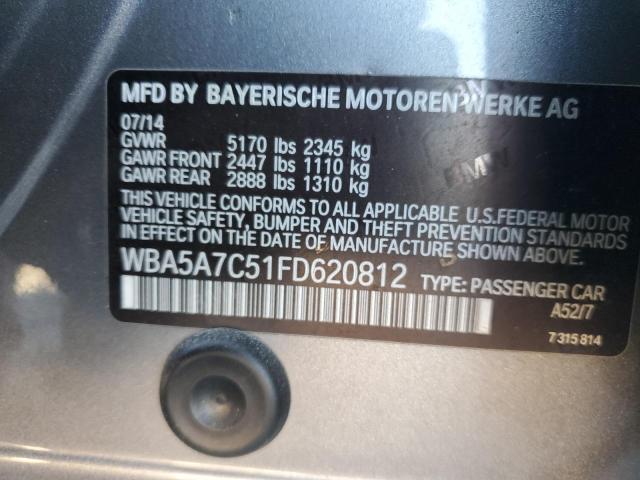 MFD BY BAYERISCHE MOTOREN WERKE AG
07/14
GVWR 5170 lbs 2345 kg
GAWR FRONT 2447 lbs 1110 kg
GAWR REAR 2888 lbs 1310 kg
BMW
THIS VEHICLE CONFORMS TO ALL APPLICABLE U.S.FEDERAL MOTOR
VEHICLE SAFETY, BUMPER AND THEFT PREVENTION STANDARDS
IN EFFECT ON THE DATE OF MANUFACTURE SHOWN ABOVE.
WBA5A7C51FD620812 TYPE: PASSENGER CAR
A52/7
7 315 814